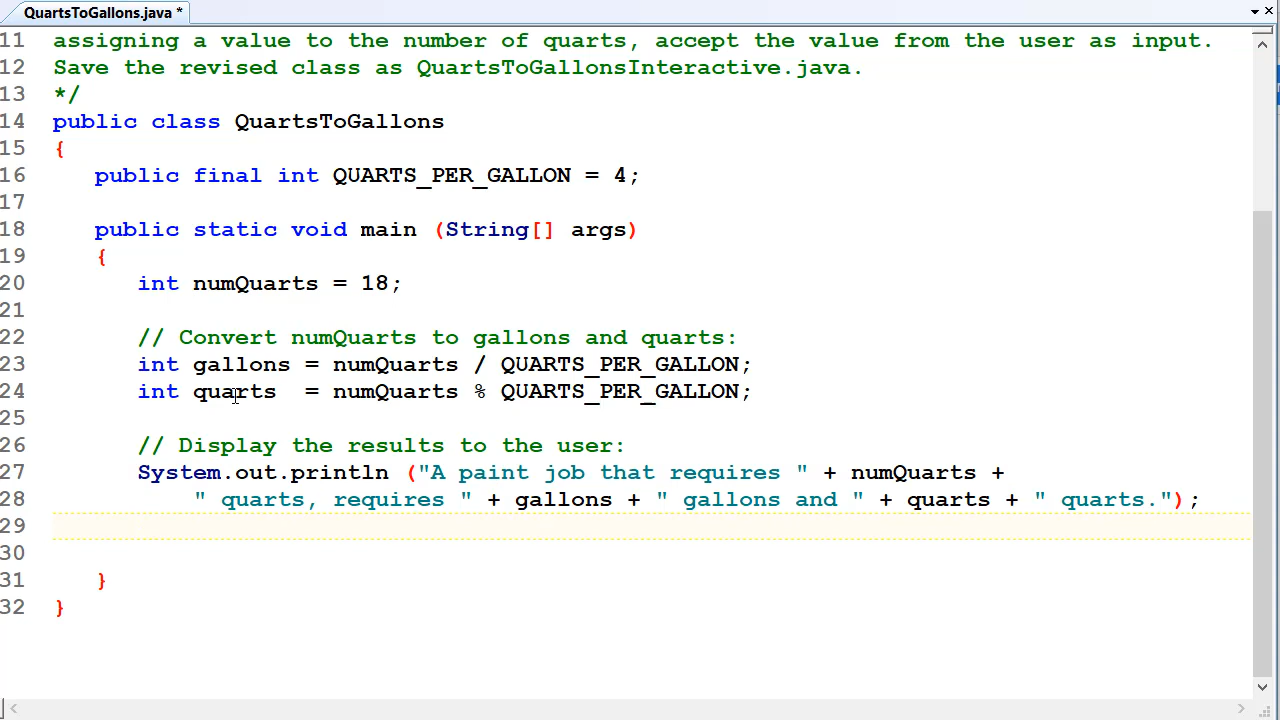 QuartsToGallons.java *
11 assigning a value to the number of quarts, accept the value from the user as input.
12 Save the revised class as QuartsToGallonsInteractive.java.
13 */
14 public class QuartsToGallons
15 {
16    public final int QUARTS_PER_GALLON = 4;
17
18    public static void main (String[] args)
19    {
20       int numQuarts = 18;
21
22       // Convert numQuarts to gallons and quarts:
23       int gallons = numQuarts / QUARTS_PER_GALLON;
24       int quarts  = numQuarts % QUARTS_PER_GALLON;
25
26       // Display the results to the user:
27       System.out.println ("A paint job that requires " + numQuarts +
28           " quarts, requires " + gallons + " gallons and " + quarts + " quarts.");
29
30
31    }
32 }